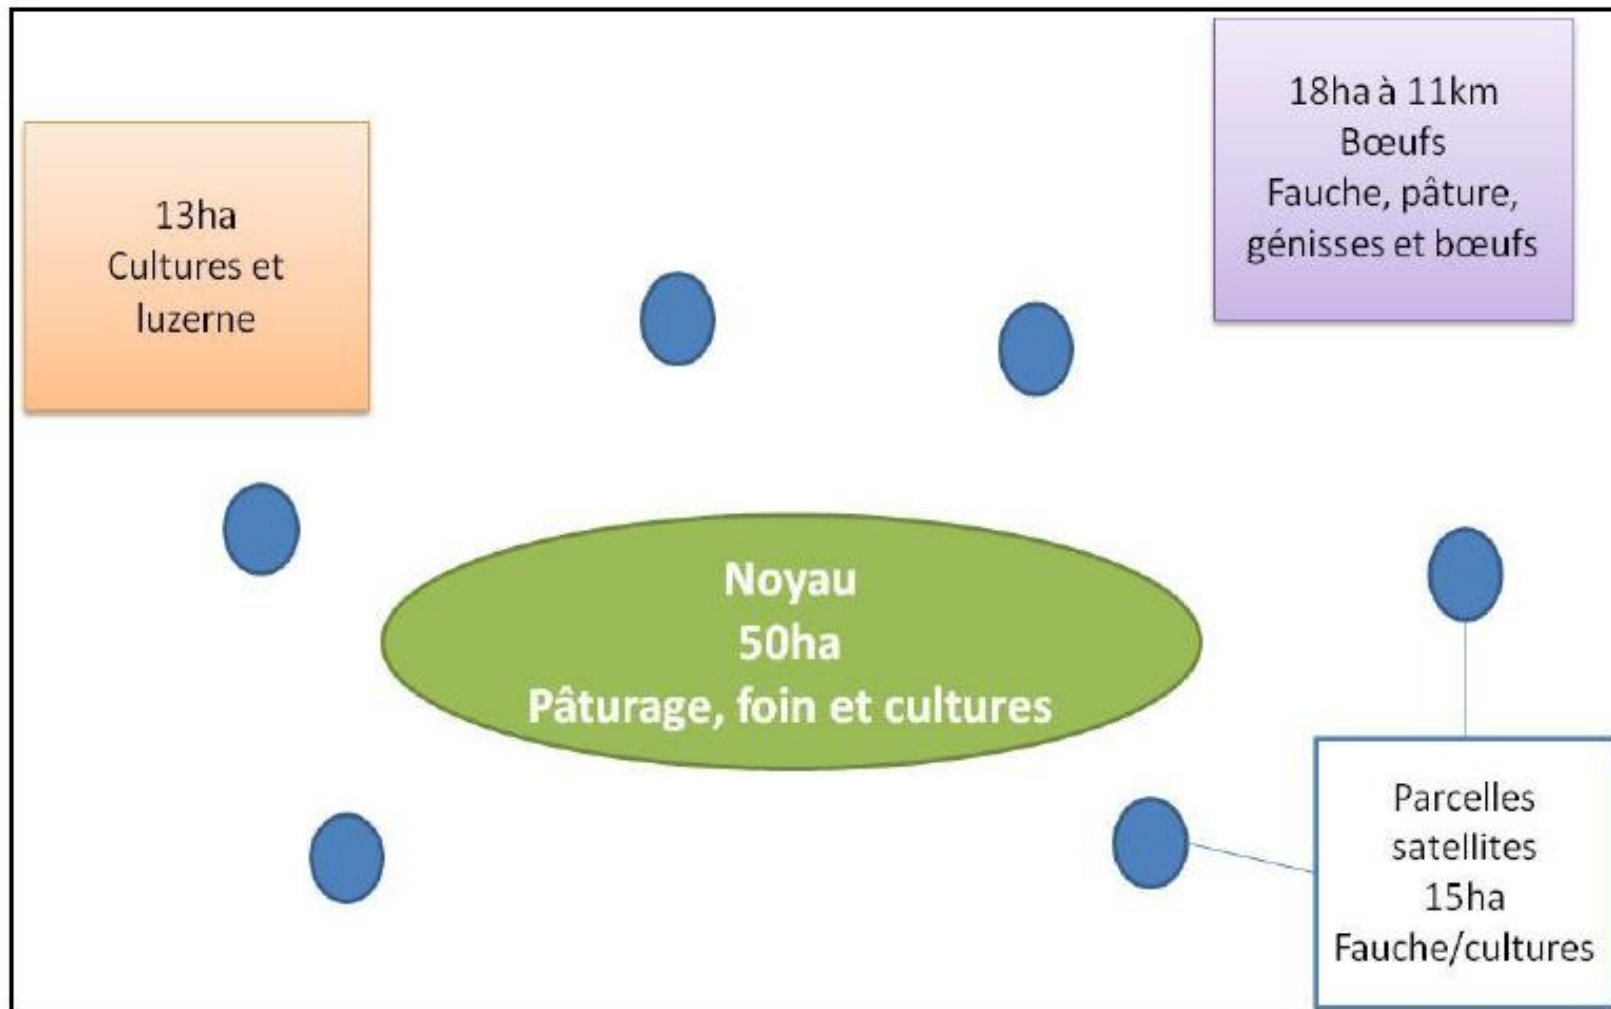 13ha
Cultures et
luzerne
18ha à 11km
Bœufs
Fauche, pâture,
génisses et bœufs
Noyau
50ha
Pâturage, foin et cultures
Parcelles
satellites
15ha
Fauche/cultures